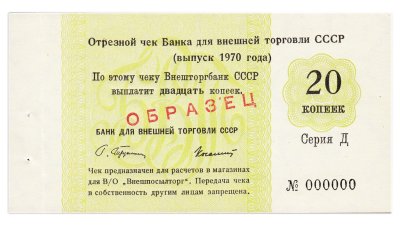 Отрезной чек Банка для внешней торговли СССР
(выпуск 1970 года)
По этому чеку Внешторгбанк СССР
выплатит двадцать копеек.
ОБРАЗЕЦ
БАНК ДЛЯ ВНЕШНЕЙ ТОРГОВЛИ СССР
Чек предназначен для расчетов в магазинах
для В/О „Внешпосылторг". Передача чека
в собственность другим лицам запрещена.
20
КОПЕЕК
Серия Д
№ 000000